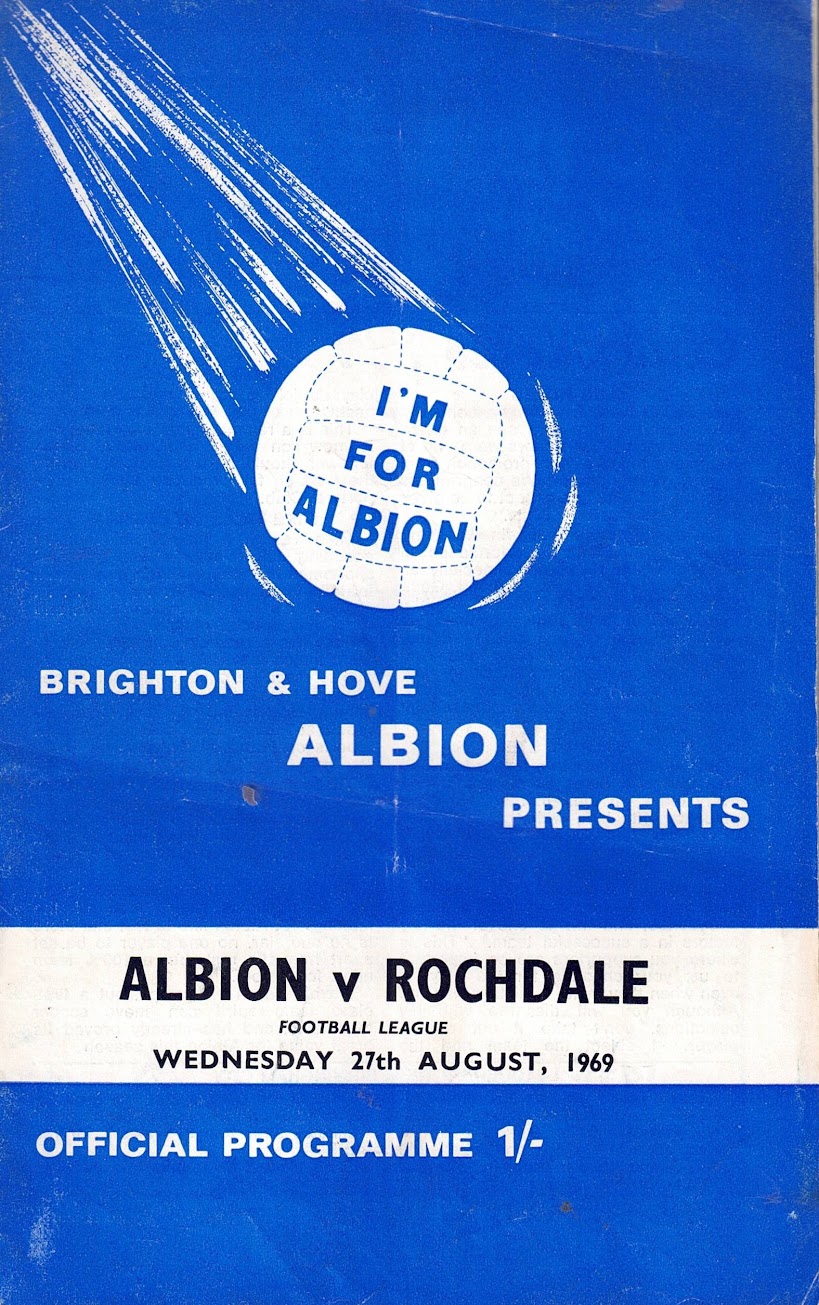 I'M
FOR
ALBION
BRIGHTON & HOVE
ALBION
PRESENTS
ALBION v ROCHDALE
FOOTBALL LEAGUE
WEDNESDAY 27th AUGUST, 1969
OFFICIAL PROGRAMME 1/-